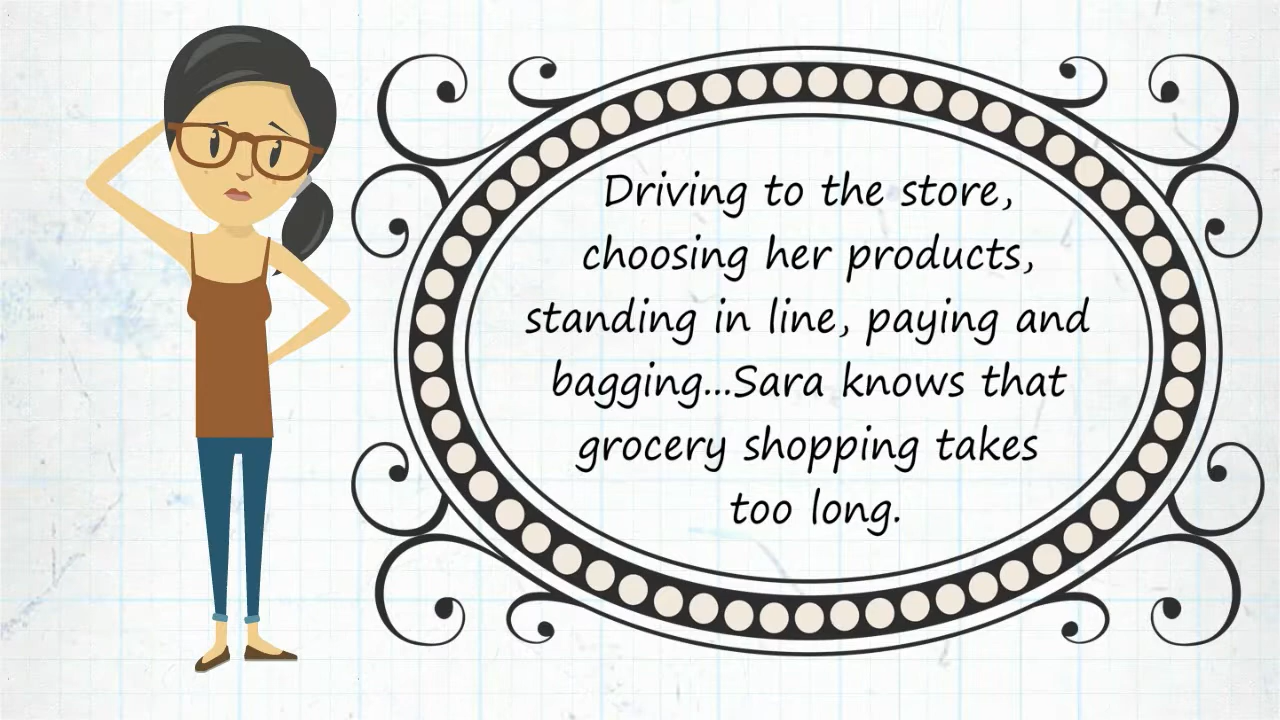 Driving to the store,
choosing her products,
standing in line, paying and
bagging...Sara knows that
grocery shopping takes
too long.